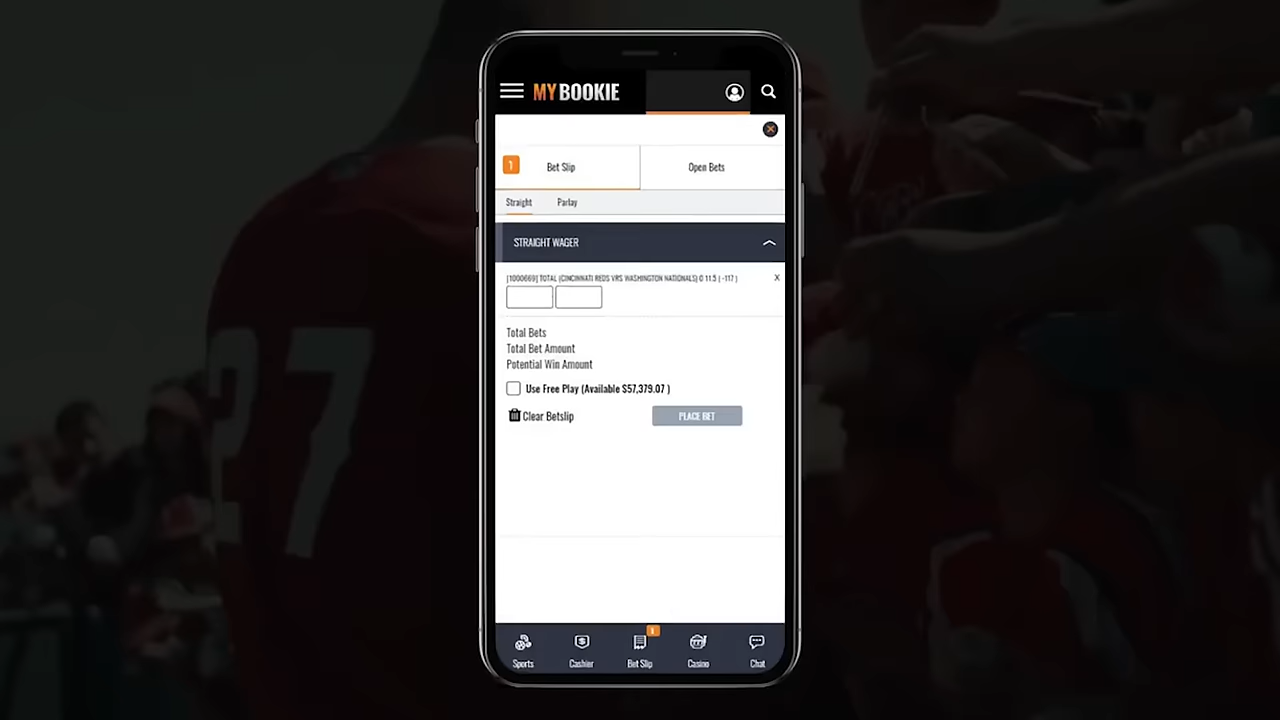 MYBOOKIE
1 Bet Slip Open Bets
Straight Parlay
STRAIGHT WAGER
[1000669] TOTAL (CINCINNATI REDS VRS WASHINGTON NATIONALS) O 11.5 ( -117 ) X
Total Bets
Total Bet Amount
Potential Win Amount
Use Free Play (Available $57,379.07 )
Clear Betslip PLACE BET
1
Sports Cashier Bet Slip Casino Chat
27